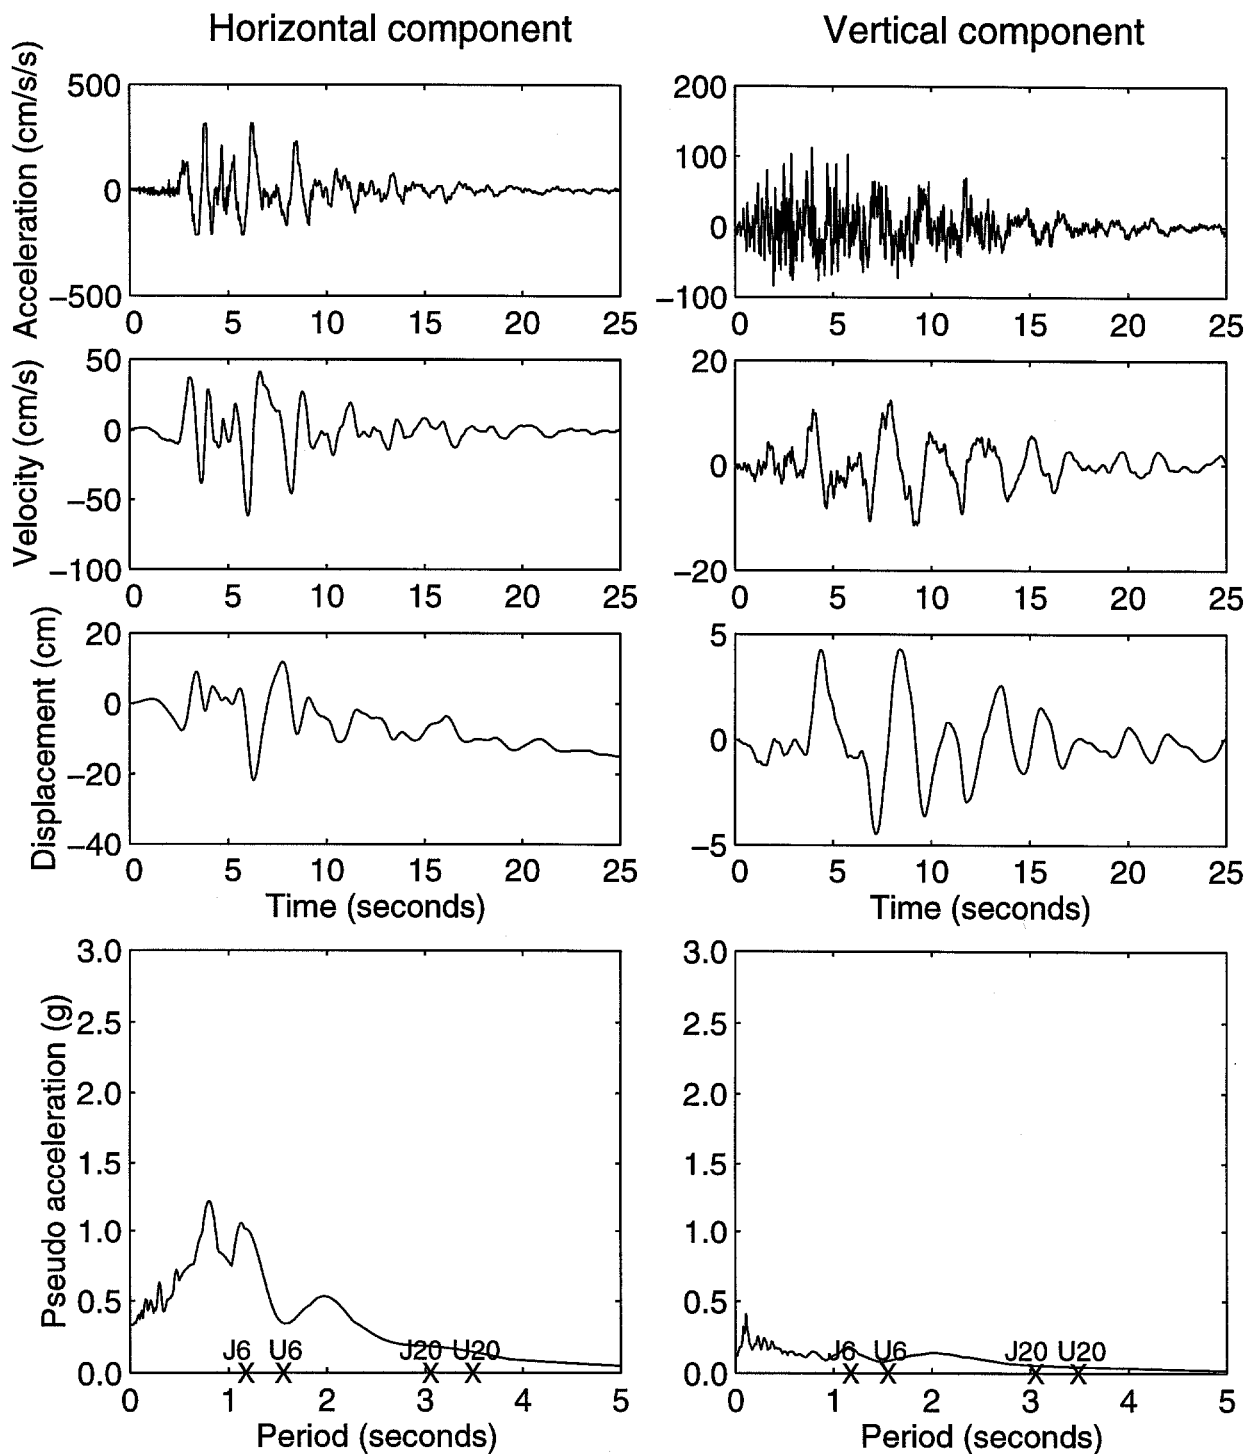 Horizontal component
Vertical component
Acceleration (cm/s/s)
500
0
−500
0 5 10 15 20 25
200
100
0
−100
0 5 10 15 20 25
Velocity (cm/s)
50
0
−50
−100
0 5 10 15 20 25
20
0
−20
0 5 10 15 20 25
Displacement (cm)
20
0
−20
−40
0 5 10 15 20 25
Time (seconds)
5
0
−5
0 5 10 15 20 25
Time (seconds)
Pseudo acceleration (g)
3.0
2.5
2.0
1.5
1.0
0.5
0.0
J6 U6 J20 U20
0 1 2 3 4 5
Period (seconds)
3.0
2.5
2.0
1.5
1.0
0.5
0.0
J6 U6 J20 U20
0 1 2 3 4 5
Period (seconds)